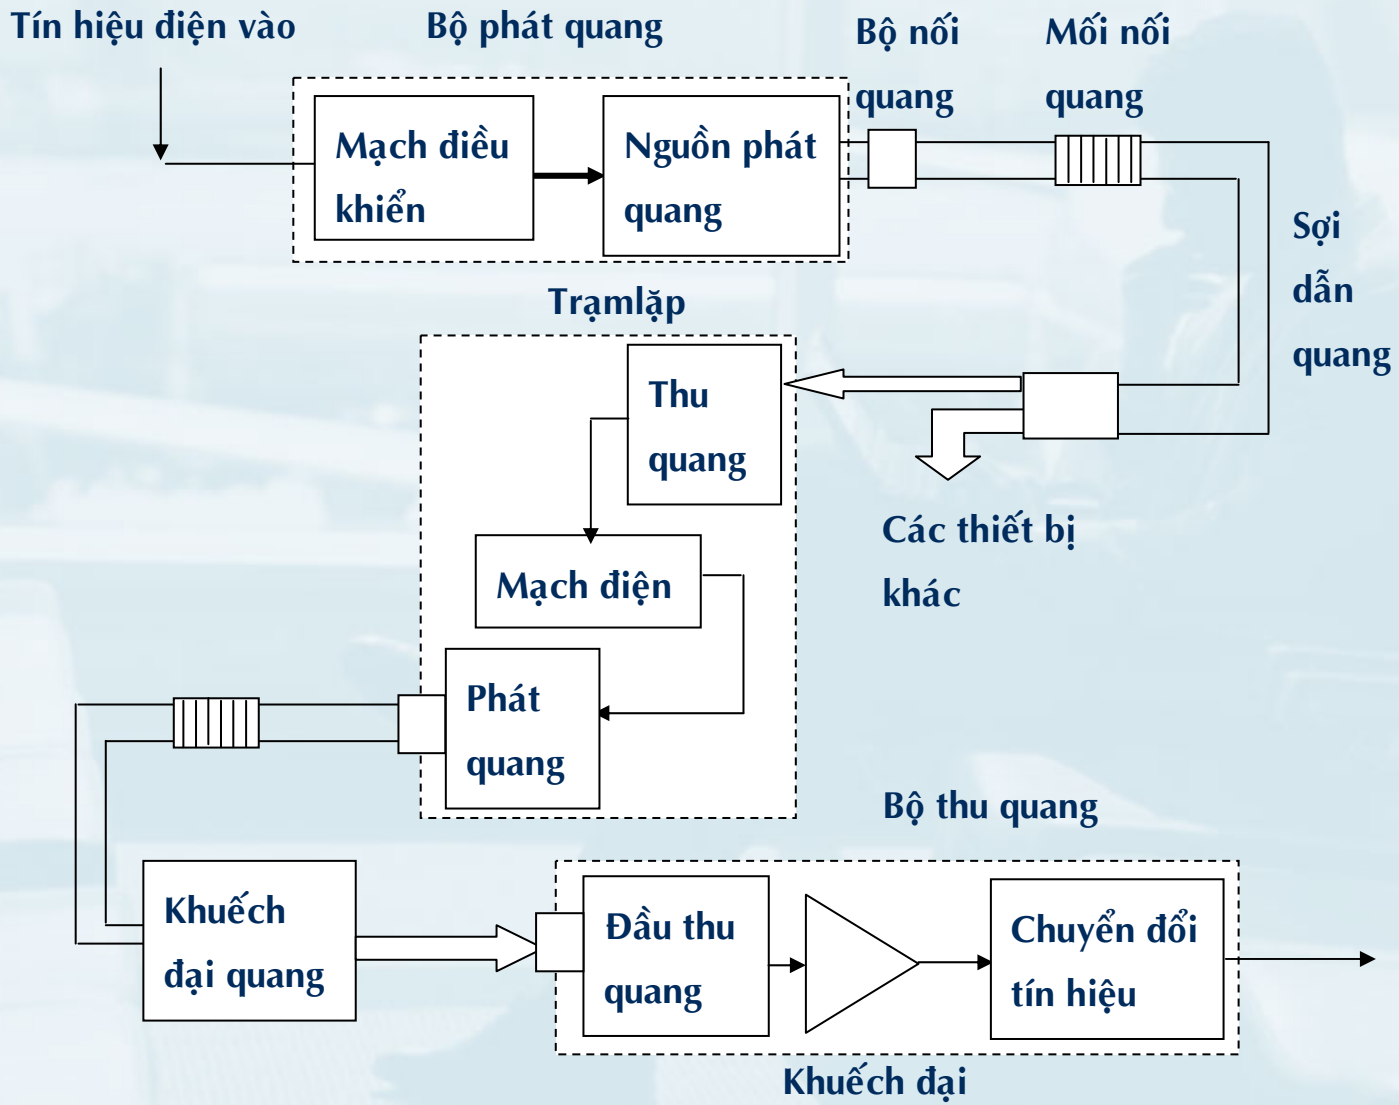 Tín hiệu điện vào
Bộ phát quang
Bộ nối
quang
Mối nối
quang
Mạch điều
khiển
Nguồn phát
quang
Sợi
dẫn
quang
Trạmlặp
Thu
quang
Các thiết bị
khác
Mạch điện
Phát
quang
Bộ thu quang
Khuếch
đại quang
Đầu thu
quang
Chuyển đổi
tín hiệu
Khuếch đại